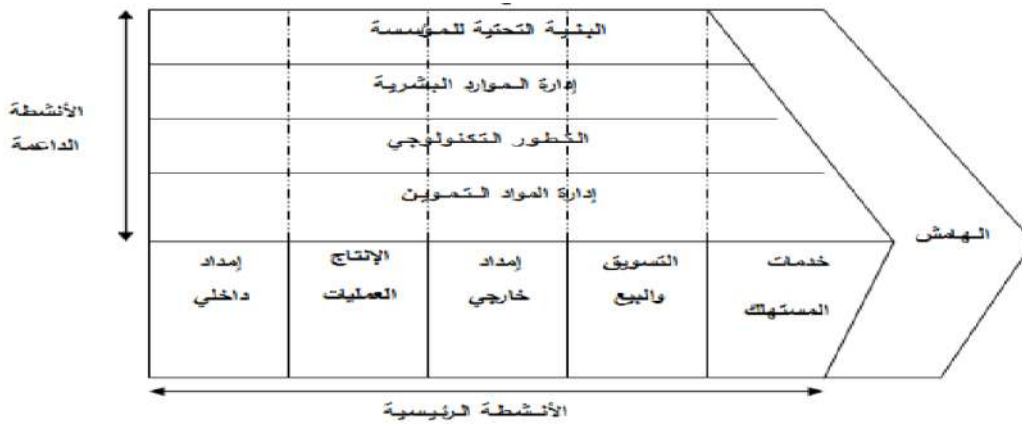 البنية التحتية للمؤسسة
إدارة الموارد البشرية
التطور التكنولوجي
إدارة المواد التموين
الأنشطة
الداعمة
الهامش
إمداد
داخلي
الإنتاج
العمليات
إمداد
خارجي
التسويق
والبيع
خدمات
المستهلك
الأنشطة الرئيسية